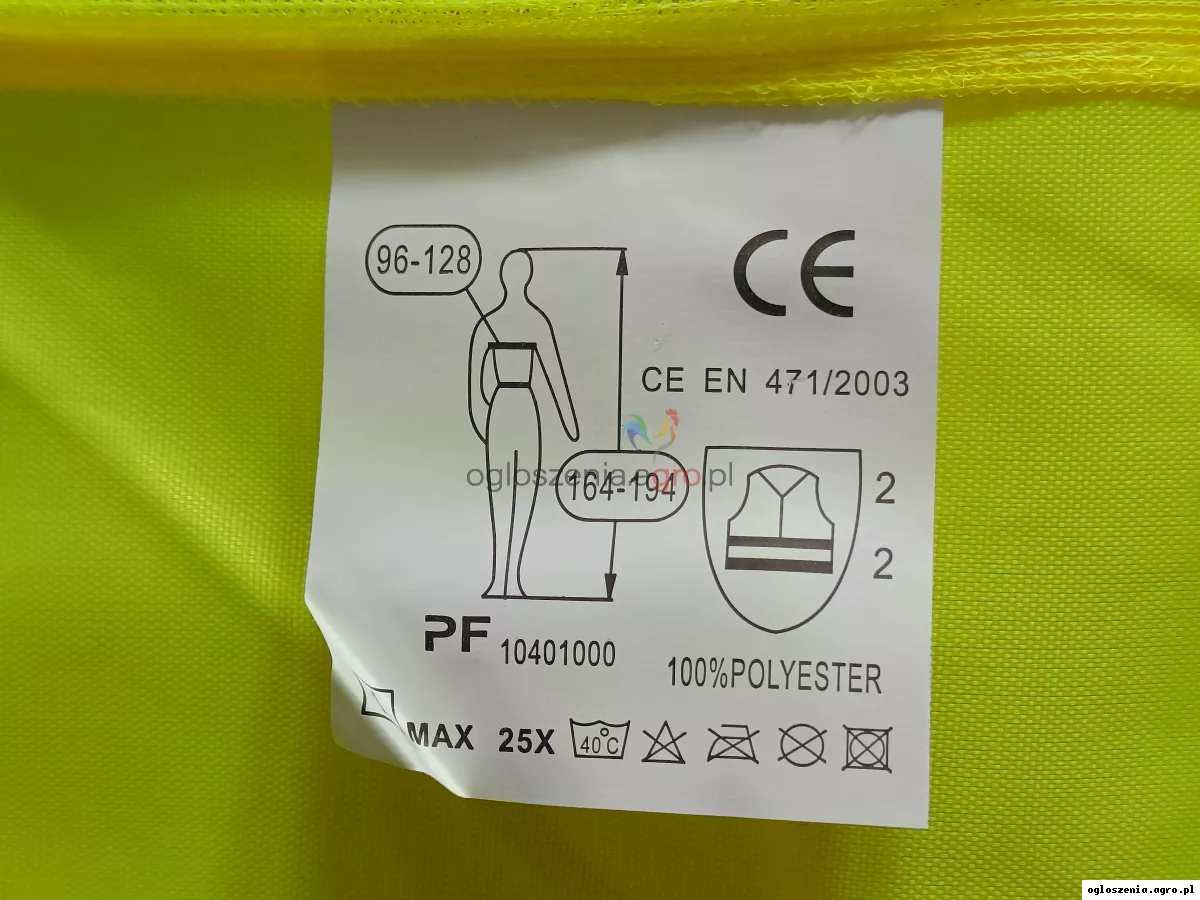 96-128
CE
CE EN 471/2003
ogloszenia.agro.pl
164-194
2
2
PF 10401000
100%POLYESTER
MAX 25X 40°C
ogloszenia.agro.pl